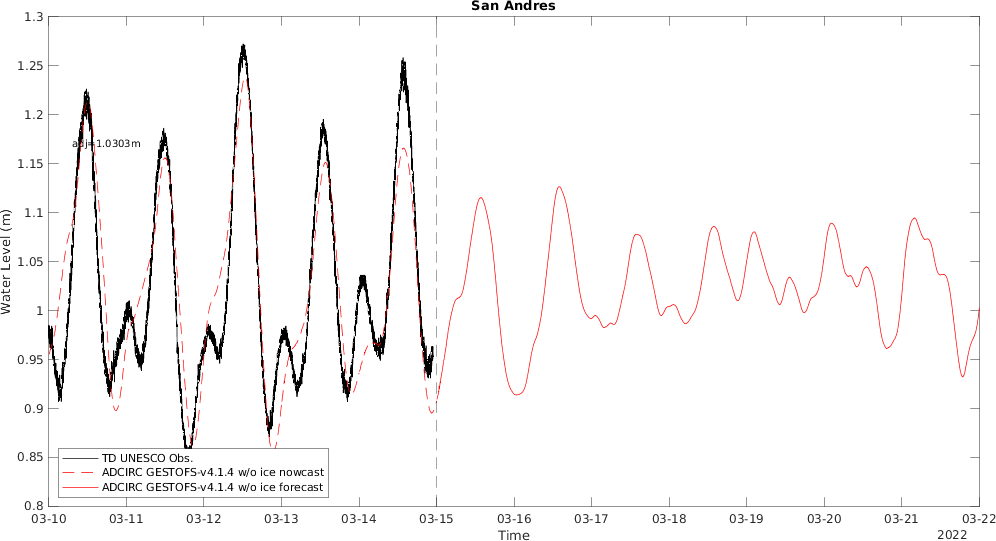 San Andres
1.3
1.25
1.2
1.15
1.1
1.05
1
0.95
0.9
0.85
0.8
Water Level (m)
adj=1.0303m
TD UNESCO Obs.
ADCIRC GESTOFS-v4.1.4 w/o ice nowcast
ADCIRC GESTOFS-v4.1.4 w/o ice forecast
03-10 03-11 03-12 03-13 03-14 03-15 03-16 03-17 03-18 03-19 03-20 03-21 03-22
Time
2022